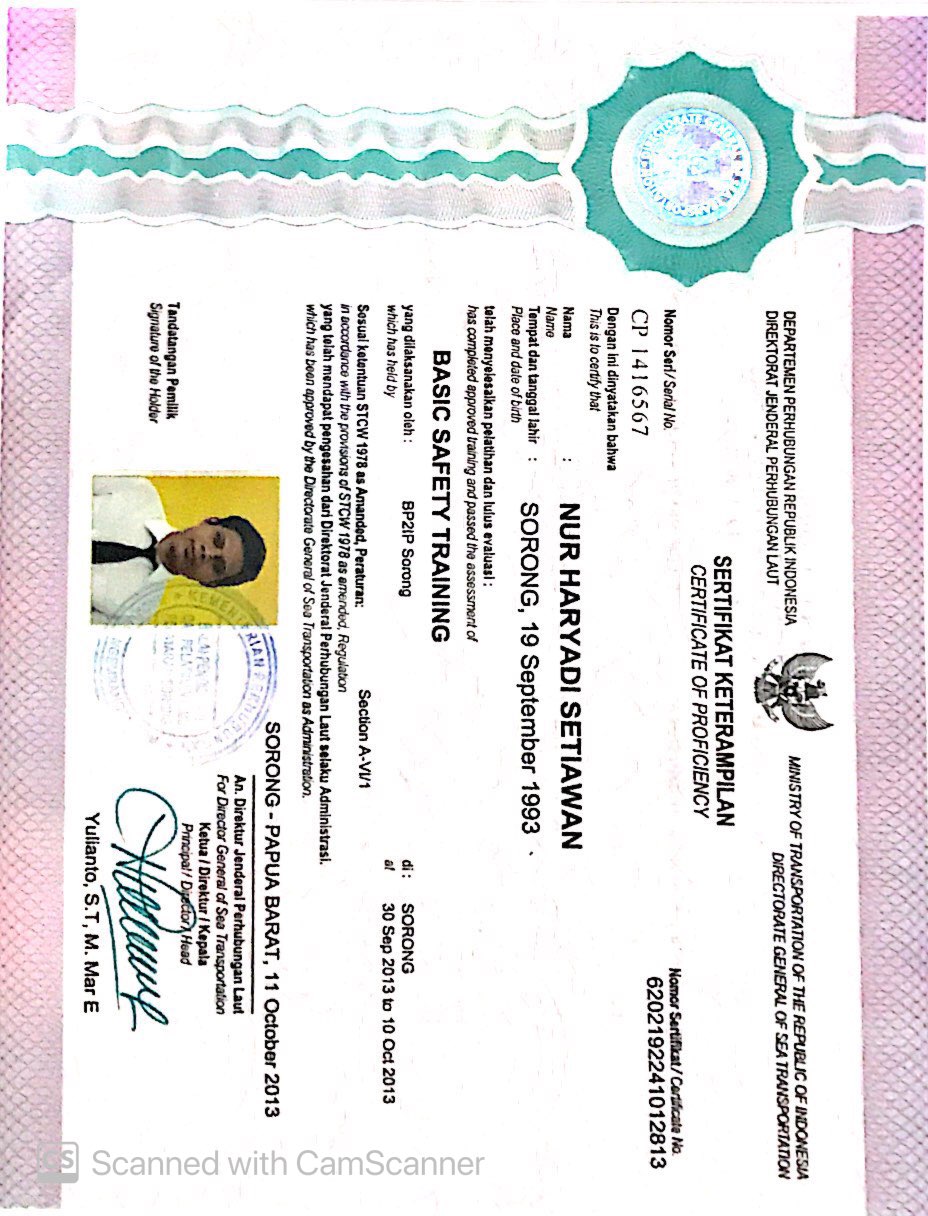 DEPARTEMEN PERHUBUNGAN REPUBLIK INDONESIA
DIREKTORAT JENDERAL PERHUBUNGAN LAUT
MINISTRY OF TRANSPORTATION OF THE REPUBLIC OF INDONESIA
DIRECTORATE GENERAL OF SEA TRANSPORTATION
SERTIFIKAT KETERAMPILAN
CERTIFICATE OF PROFICIENCY
Nomor Seri / Serial No.
CP 1416567
Nomor Sertifikat / Certificate No.
6202192241012813
Dengan ini dinyatakan bahwa
This is to certify that
Nama : NUR HARYADI SETIAWAN
Name
Tempat dan tanggal lahir : SORONG, 19 September 1993
Place and date of birth
telah menyelesaikan pelatihan dan lulus evaluasi :
has completed approved training and passed the assessment of
BASIC SAFETY TRAINING
yang dilaksanakan oleh : BP2IP Sorong di : SORONG
which has held by at 30 Sep 2013 to 10 Oct 2013
Sesuai ketentuan STCW 1978 as Amanded, Peraturan: Section A-VI/1
in accordance with the provisions of STCW 1978 as amended, Regulation
yang telah mendapat pengesahan dari Direktorat Jenderal Perhubungan Laut selaku Administrasi.
which has been approved by the Directorate General of Sea Transportation as Administration.
SORONG - PAPUA BARAT, 11 October 2013
An. Direktur Jenderal Perhubungan Laut
For Director General of Sea Transportation
Ketua / Direktur / Kepala
Principal / Director / Head
Tandatangan Pemilik
Signature of the Holder
Yulianto, S.T, M. Mar E
CS Scanned with CamScanner